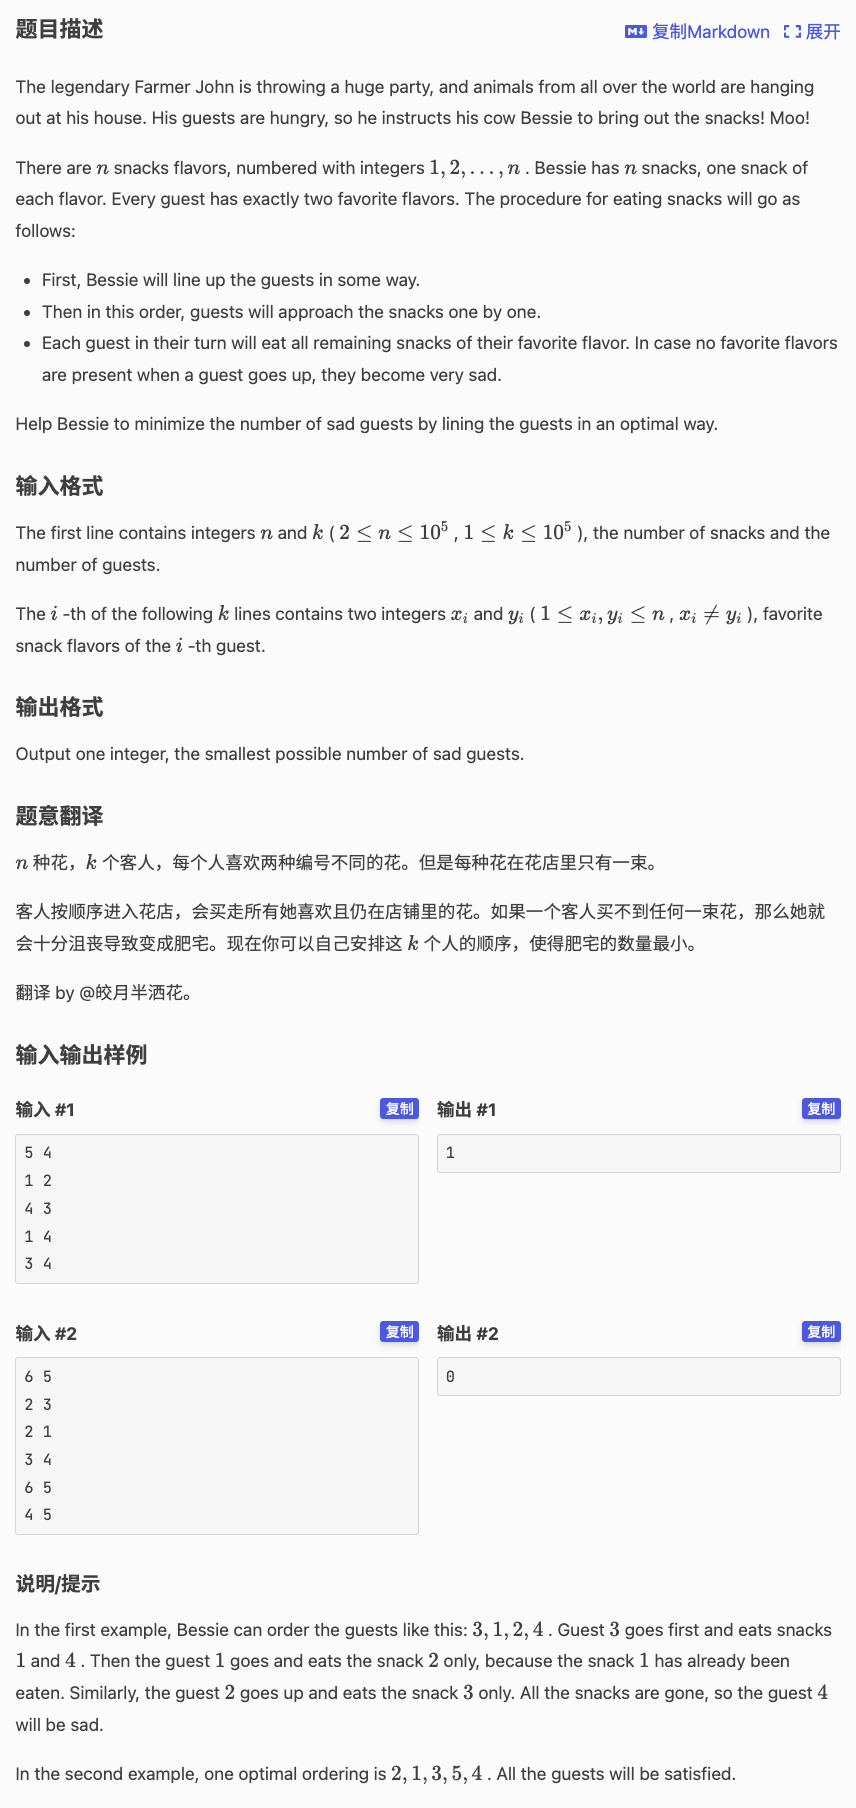 题目描述
复制Markdown 展开
The legendary Farmer John is throwing a huge party, and animals from all over the world are hanging
out at his house. His guests are hungry, so he instructs his cow Bessie to bring out the snacks! Moo!
There are n snacks flavors, numbered with integers 1, 2, …, n . Bessie has n snacks, one snack of
each flavor. Every guest has exactly two favorite flavors. The procedure for eating snacks will go as
follows:
• First, Bessie will line up the guests in some way.
• Then in this order, guests will approach the snacks one by one.
• Each guest in their turn will eat all remaining snacks of their favorite flavor. In case no favorite flavors
are present when a guest goes up, they become very sad.
Help Bessie to minimize the number of sad guests by lining the guests in an optimal way.
输入格式
The first line contains integers n and k ( 2 ≤ n ≤ 10⁵ , 1 ≤ k ≤ 10⁵ ), the number of snacks and the
number of guests.
The i -th of the following k lines contains two integers xᵢ and yᵢ ( 1 ≤ xᵢ, yᵢ ≤ n , xᵢ ≠ yᵢ ), favorite
snack flavors of the i -th guest.
输出格式
Output one integer, the smallest possible number of sad guests.
题意翻译
n 种花，k 个客人，每个人喜欢两种编号不同的花。但是每种花在花店里只有一束。
客人按顺序进入花店，会买走所有她喜欢且仍在店铺里的花。如果一个客人买不到任何一束花，那么她就
会十分沮丧导致变成肥宅。现在你可以自己安排这 k 个人的顺序，使得肥宅的数量最小。
翻译 by @皎月半洒花。
输入输出样例
输入 #1 复制 输出 #1 复制
5 4
1 2
4 3
1 4
3 4
1
输入 #2 复制 输出 #2 复制
6 5
2 3
2 1
3 4
6 5
4 5
0
说明/提示
In the first example, Bessie can order the guests like this: 3, 1, 2, 4 . Guest 3 goes first and eats snacks
1 and 4 . Then the guest 1 goes and eats the snack 2 only, because the snack 1 has already been
eaten. Similarly, the guest 2 goes up and eats the snack 3 only. All the snacks are gone, so the guest 4
will be sad.
In the second example, one optimal ordering is 2, 1, 3, 5, 4 . All the guests will be satisfied.